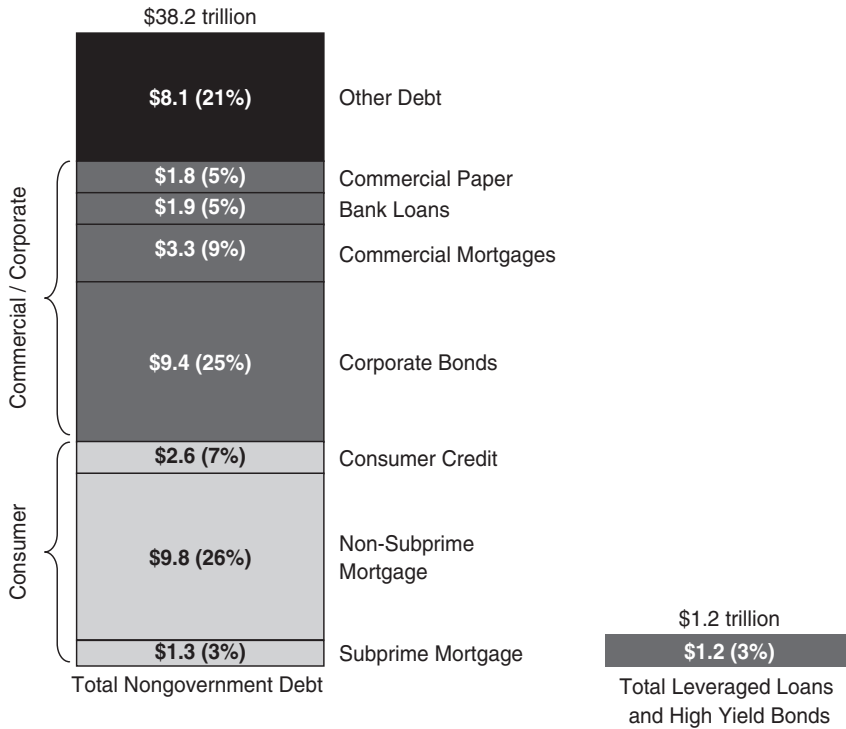 $38.2 trillion
$8.1 (21%)
Other Debt
$1.8 (5%)
Commercial Paper
$1.9 (5%)
Bank Loans
$3.3 (9%)
Commercial Mortgages
$9.4 (25%)
Corporate Bonds
Commercial / Corporate
$2.6 (7%)
Consumer Credit
$9.8 (26%)
Non-Subprime
Mortgage
$1.3 (3%)
Subprime Mortgage
Consumer
Total Nongovernment Debt
$1.2 trillion
$1.2 (3%)
Total Leveraged Loans
and High Yield Bonds